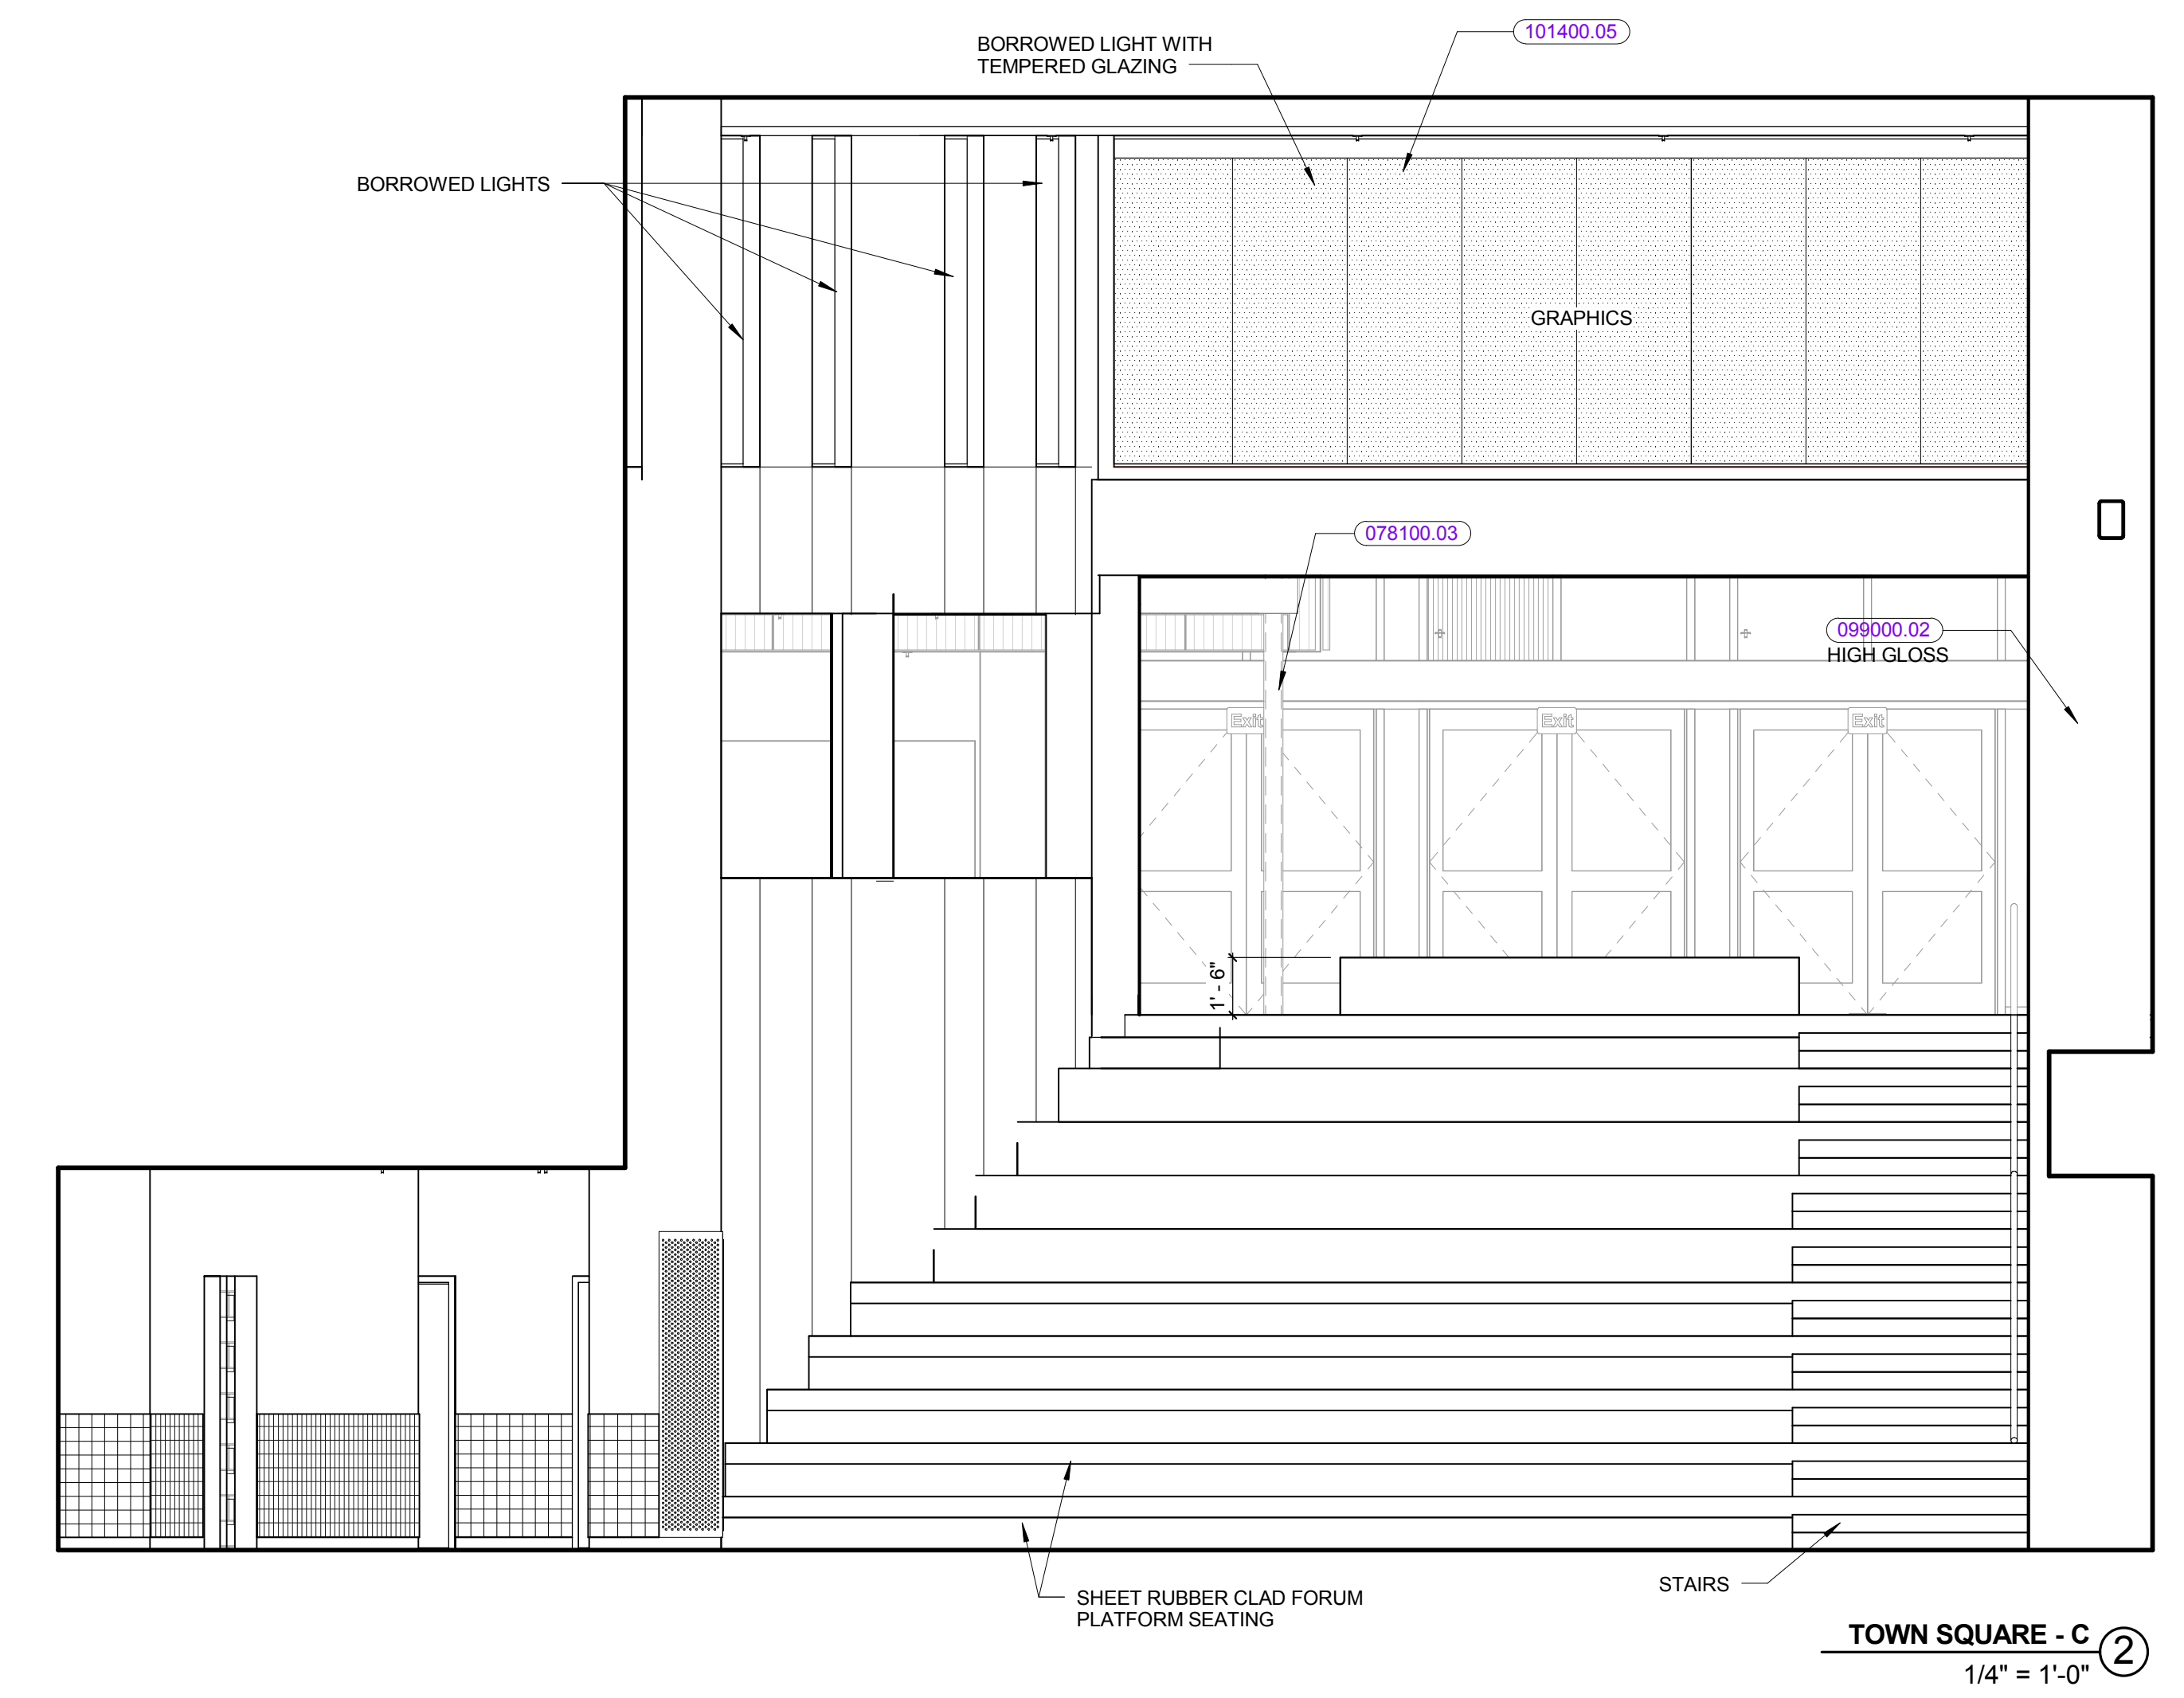 101400.05
BORROWED LIGHT WITH
TEMPERED GLAZING
BORROWED LIGHTS
GRAPHICS
078100.03
099000.02
HIGH GLOSS
Exit
Exit
Exit
1' - 6"
SHEET RUBBER CLAD FORUM
PLATFORM SEATING
STAIRS
TOWN SQUARE - C
2
1/4" = 1'-0"